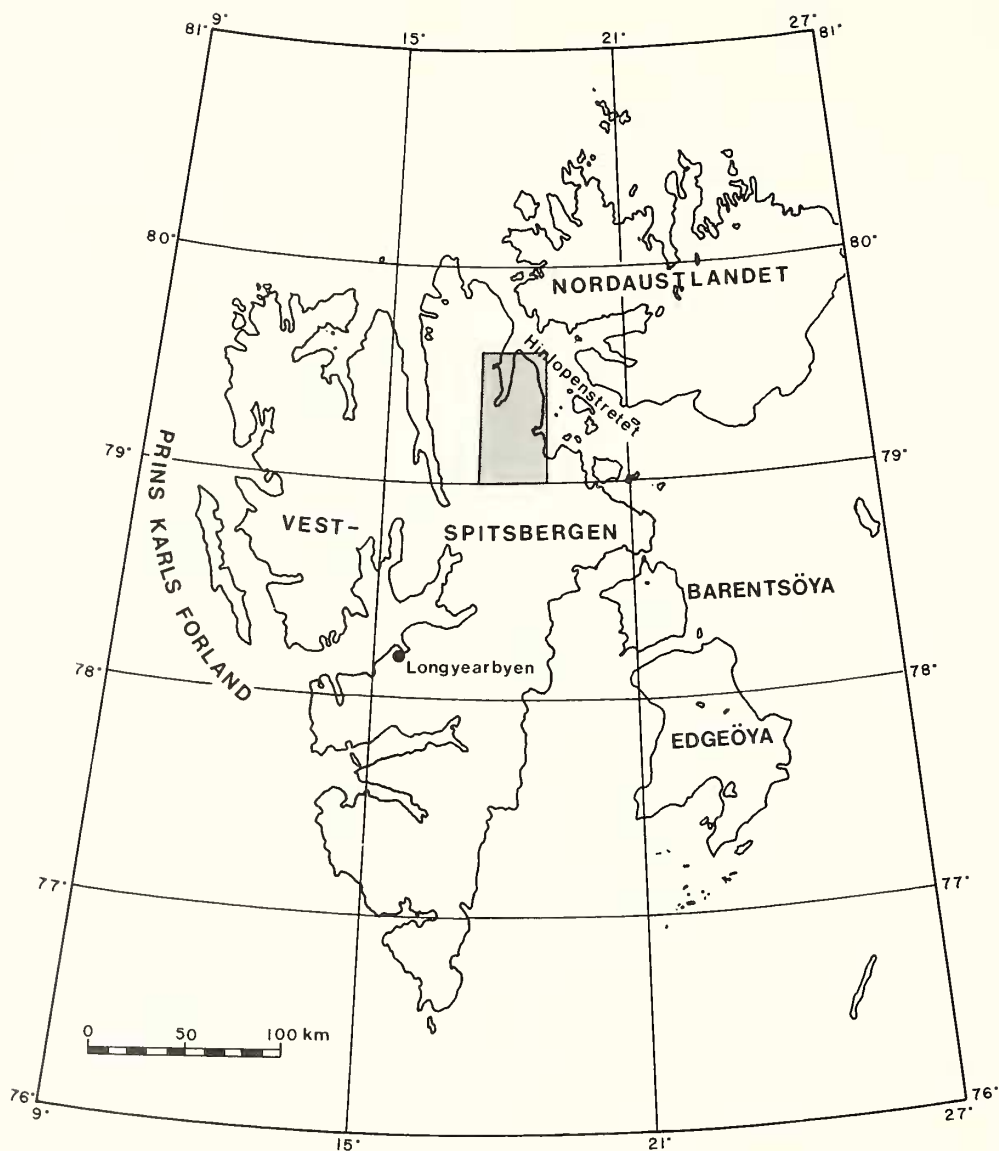 9°
81°
15°
21°
27°
81°
80°
80°
NORDAUSTLANDET
Hinlopenstretet
79°
79°
PRINS KARLS FORLAND
VEST-
SPITSBERGEN
BARENTSÖYA
78°
Longyearbyen
78°
EDGEÖYA
77°
77°
0 50 100 km
76°
9°
15°
21°
76°
27°